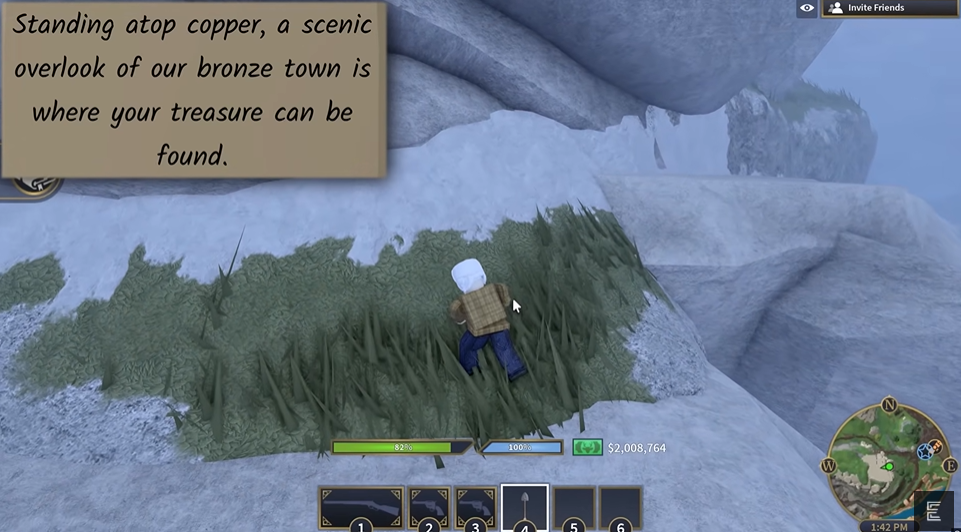 Standing atop copper, a scenic
overlook of our bronze town is
where your treasure can be
found.
Invite Friends
N
W
E
82%
100%
$2,008,764
1
2
3
4
5
6
1:42 PM